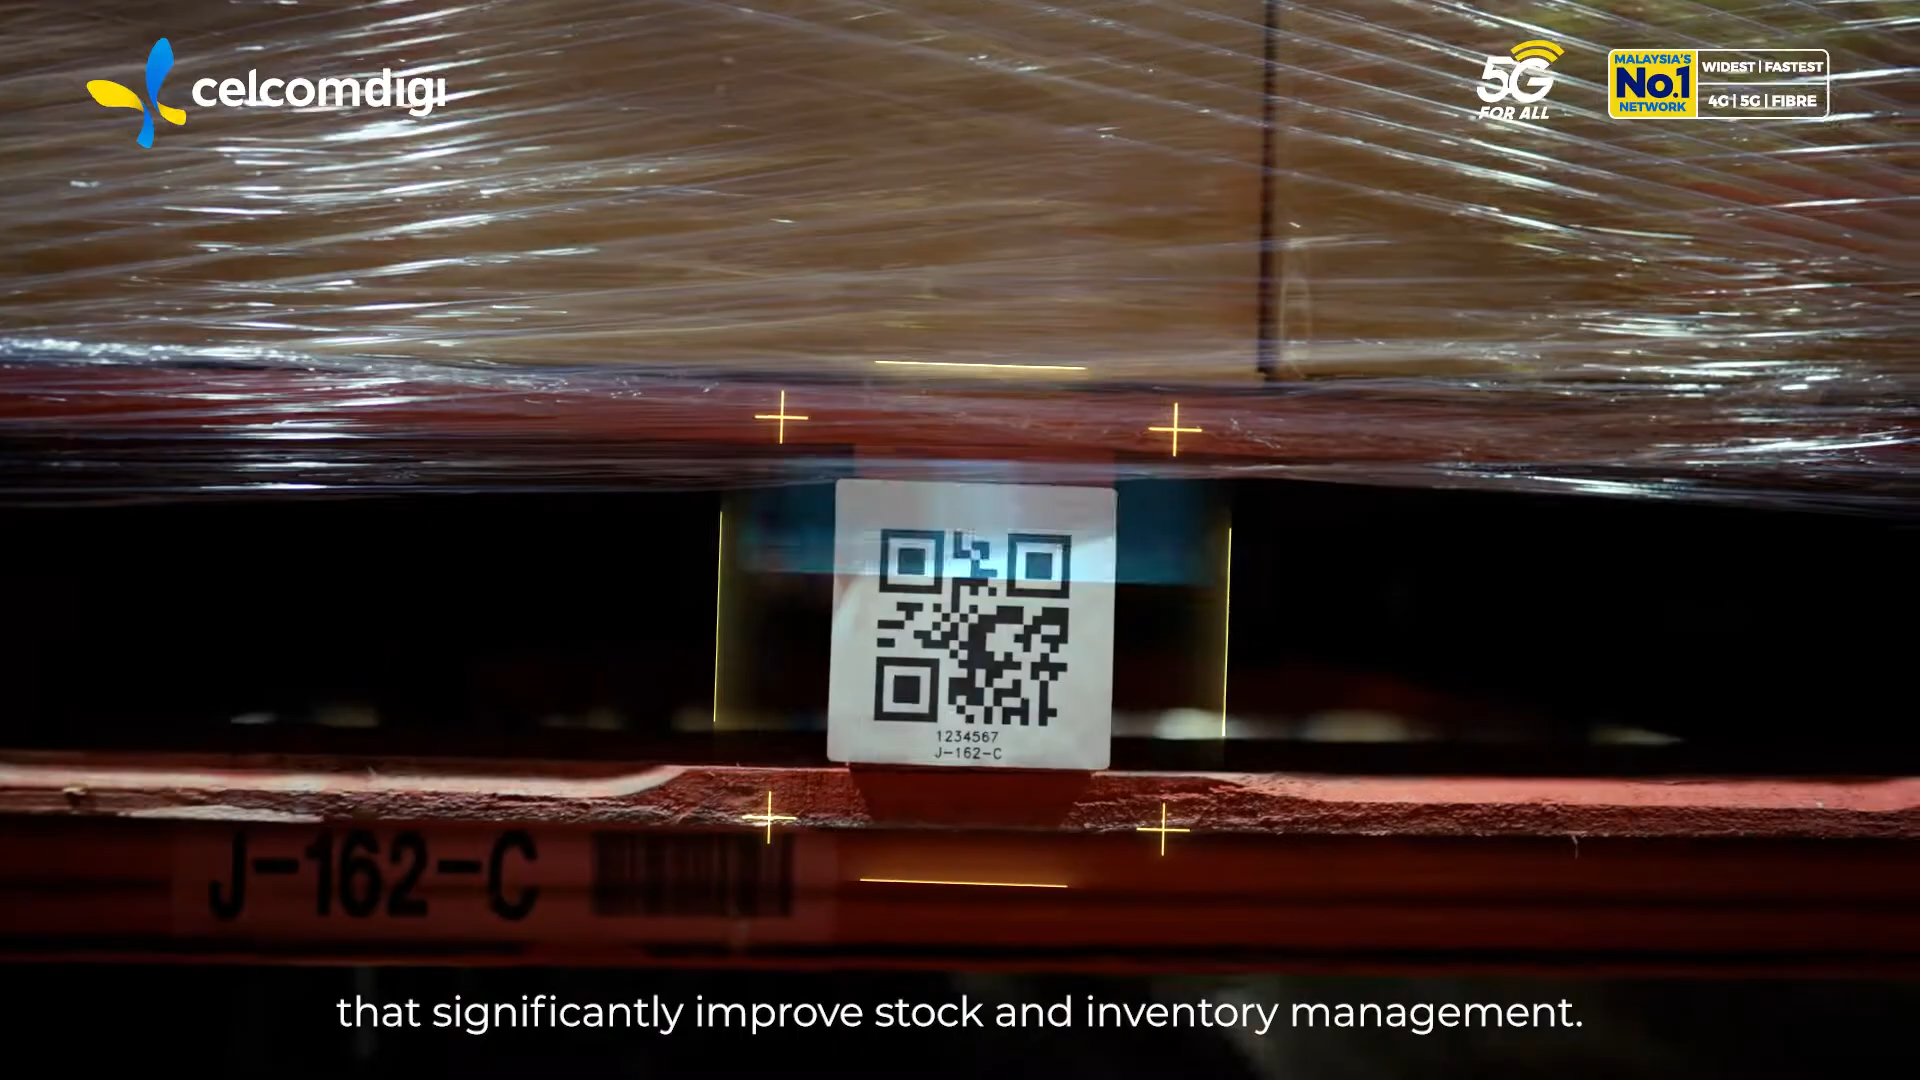 celcomdigi
5G
FOR ALL
MALAYSIA'S
No.1
NETWORK
WIDEST | FASTEST
4G | 5G | FIBRE
1234567
J-162-C
J-162-C
that significantly improve stock and inventory management.